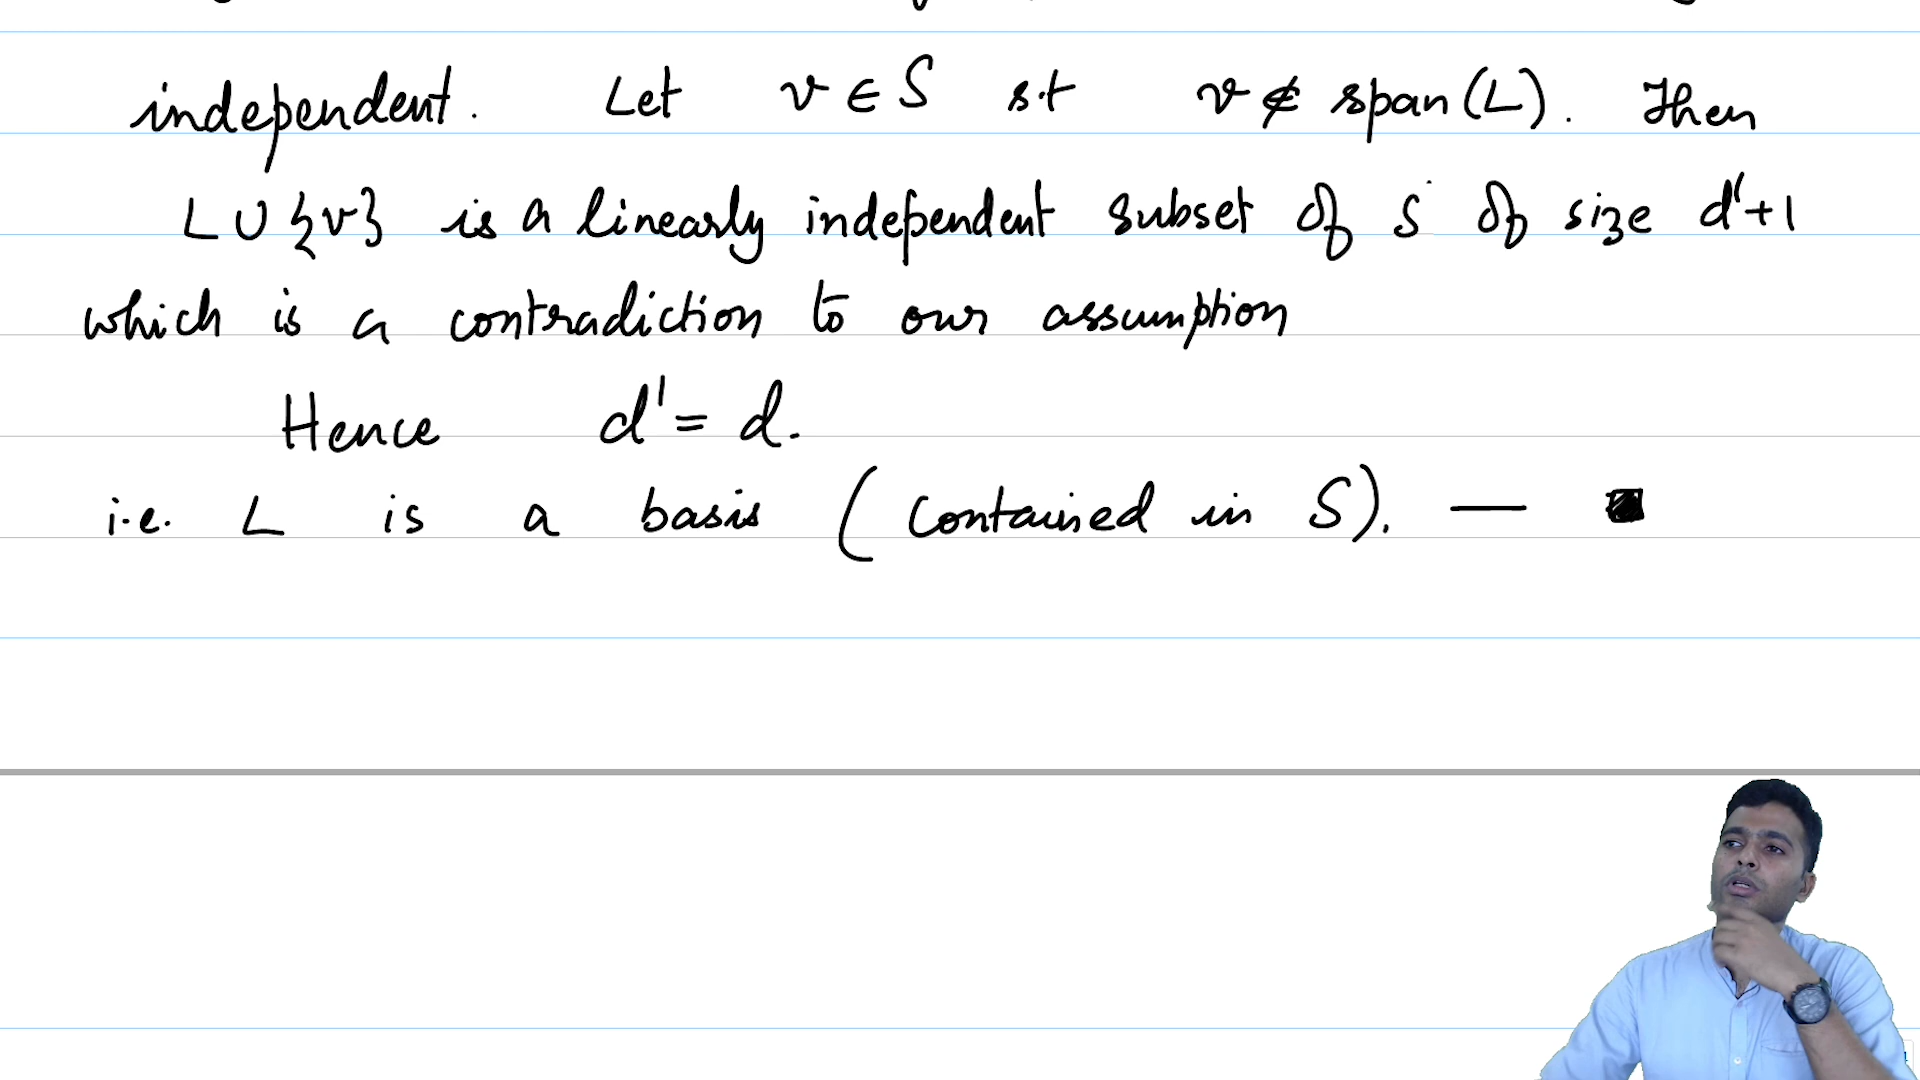 independent. Let v ∈ S s.t v ∉ span (L). Then
L ∪ {v} is a linearly independent subset of S of size d'+1
which is a contradiction to our assumption
Hence d' = d.
i.e. L is a basis (contained in S). —